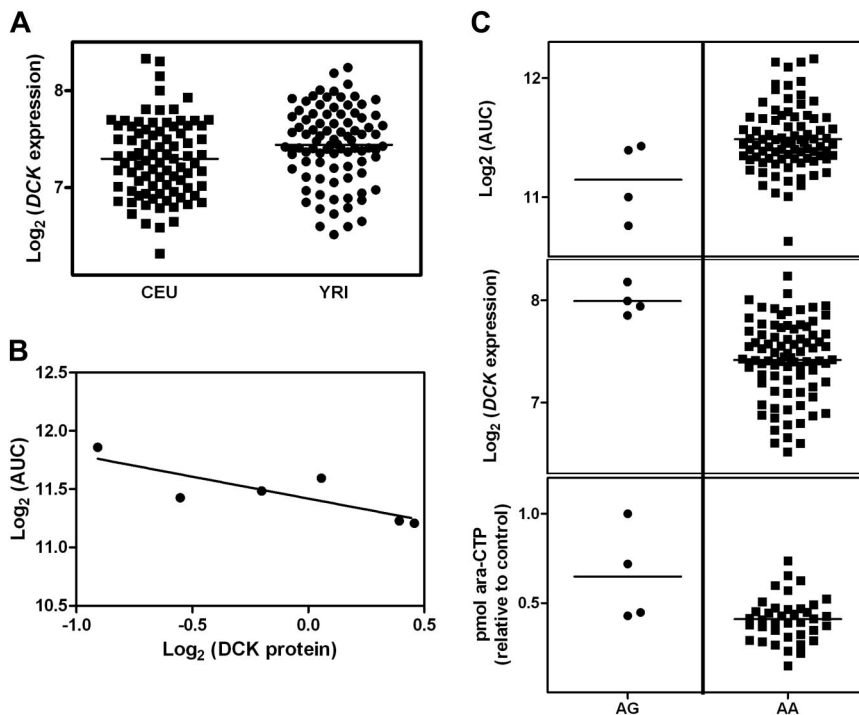 A
Log₂ (DCK expression)
8
7
CEU
YRI
B
Log₂ (AUC)
12.5
12.0
11.5
11.0
10.5
-1.0
-0.5
0.0
0.5
Log₂ (DCK protein)
C
Log2 (AUC)
12
11
Log₂ (DCK expression)
8
7
pmol ara-CTP
(relative to control)
1.0
0.5
AG
AA